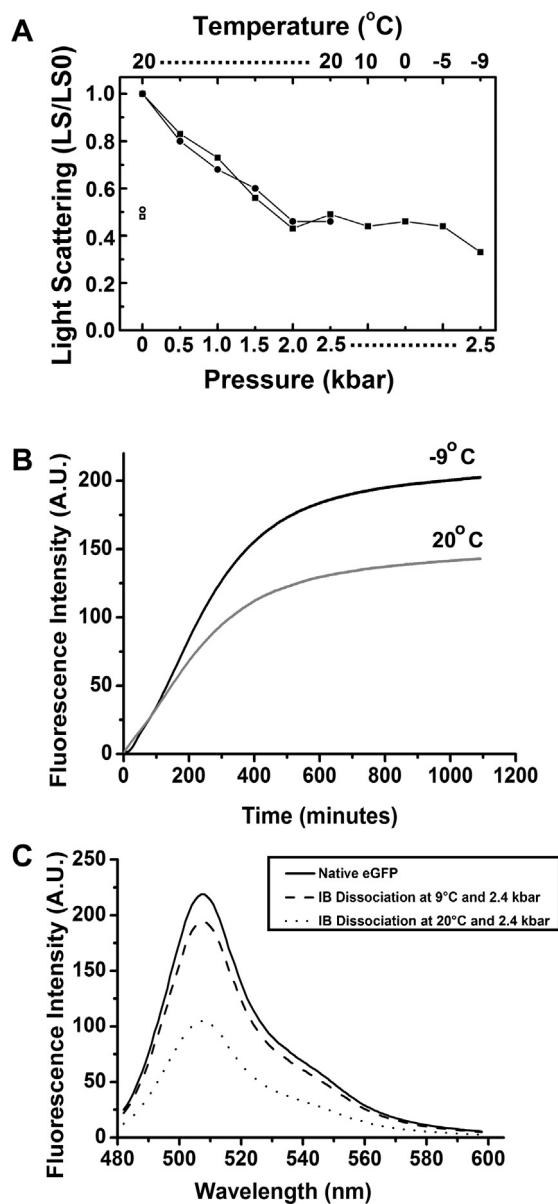 A
Temperature (°C)
20 20 10 0 -5 -9
Light Scattering (LS/LS0)
1.0
0.8
0.6
0.4
0.2
0.0
0 0.5 1.0 1.5 2.0 2.5 2.5
Pressure (kbar)
B
Fluorescence Intensity (A.U.)
200
150
100
50
0
-9°C
20°C
0 200 400 600 800 1000 1200
Time (minutes)
C
Fluorescence Intensity (A.U.)
250
200
150
100
50
0
Native eGFP
IB Dissociation at 9°C and 2.4 kbar
IB Dissociation at 20°C and 2.4 kbar
480 500 520 540 560 580 600
Wavelength (nm)